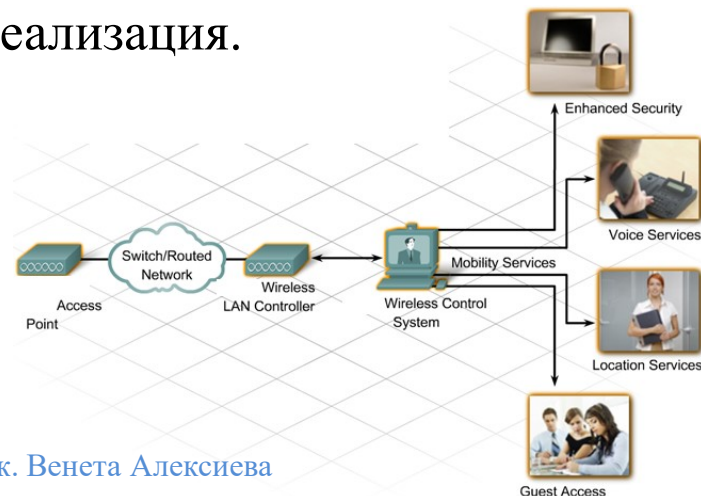 еализация.
Enhanced Security
Voice Services
Switch/Routed
Network
Mobility Services
Access
Point
Wireless
LAN Controller
Wireless Control
System
Location Services
к. Венета Алексиева
Guest Access